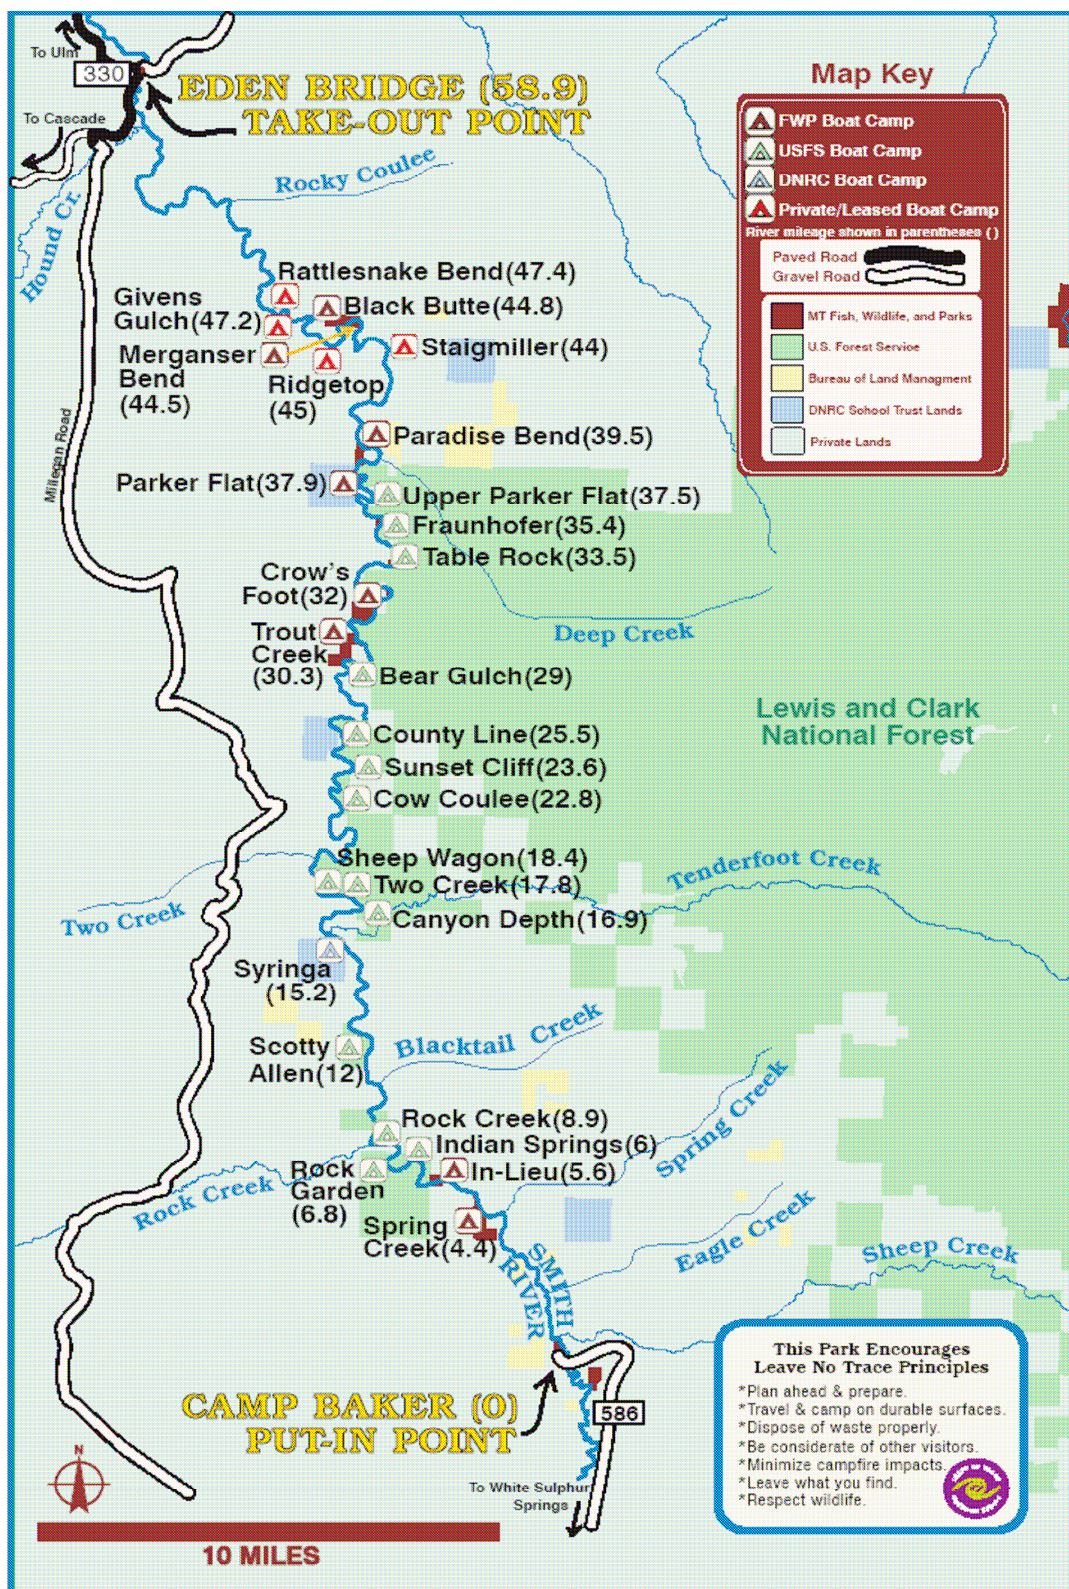 To Ulm
330
EDEN BRIDGE (58.9)
TAKE-OUT POINT
To Cascade
Hound Cr.
Rocky Coulee
Map Key
FWP Boat Camp
USFS Boat Camp
DNRC Boat Camp
Private/Leased Boat Camp
River mileage shown in parentheses ( )
Paved Road
Gravel Road
MT Fish, Wildlife, and Parks
U.S. Forest Service
Bureau of Land Managment
DNRC School Trust Lands
Private Lands
Rattlesnake Bend(47.4)
Givens
Gulch(47.2)
Black Butte(44.8)
Merganser
Bend
(44.5)
Ridgetop
(45)
Staigmiller(44)
Millegan Road
Paradise Bend(39.5)
Parker Flat(37.9)
Upper Parker Flat(37.5)
Fraunhofer(35.4)
Table Rock(33.5)
Crow's
Foot(32)
Trout
Creek
(30.3)
Deep Creek
Bear Gulch(29)
Lewis and Clark
National Forest
County Line(25.5)
Sunset Cliff(23.6)
Cow Coulee(22.8)
Sheep Wagon(18.4)
Two Creek(17.8)
Tenderfoot Creek
Two Creek
Canyon Depth(16.9)
Syringa
(15.2)
Scotty
Allen(12)
Blacktail Creek
Rock Creek(8.9)
Indian Springs(6)
In-Lieu(5.6)
Spring Creek
Rock
Garden
(6.8)
Rock Creek
Spring
Creek(4.4)
Eagle Creek
Sheep Creek
SMITH
RIVER
CAMP BAKER (0)
PUT-IN POINT
586
To White Sulphur
Springs
N
10 MILES
This Park Encourages
Leave No Trace Principles
*Plan ahead & prepare.
*Travel & camp on durable surfaces.
*Dispose of waste properly.
*Be considerate of other visitors.
*Minimize campfire impacts.
*Leave what you find.
*Respect wildlife.